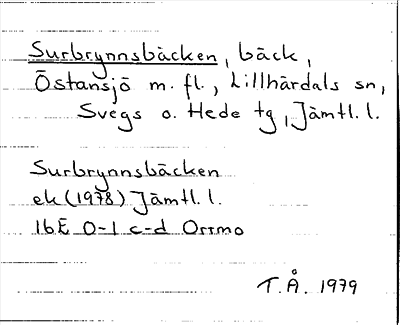 Surbrynnsbäcken, bäck,
Östansjö m. fl., Lillhärdals sn,
Svegs o. Hede tg, Jämtl. l.
Surbrynnsbäcken
ek (1978) Jämtl. l.
16E 0-1 c-d Orrmo
T.Å. 1979